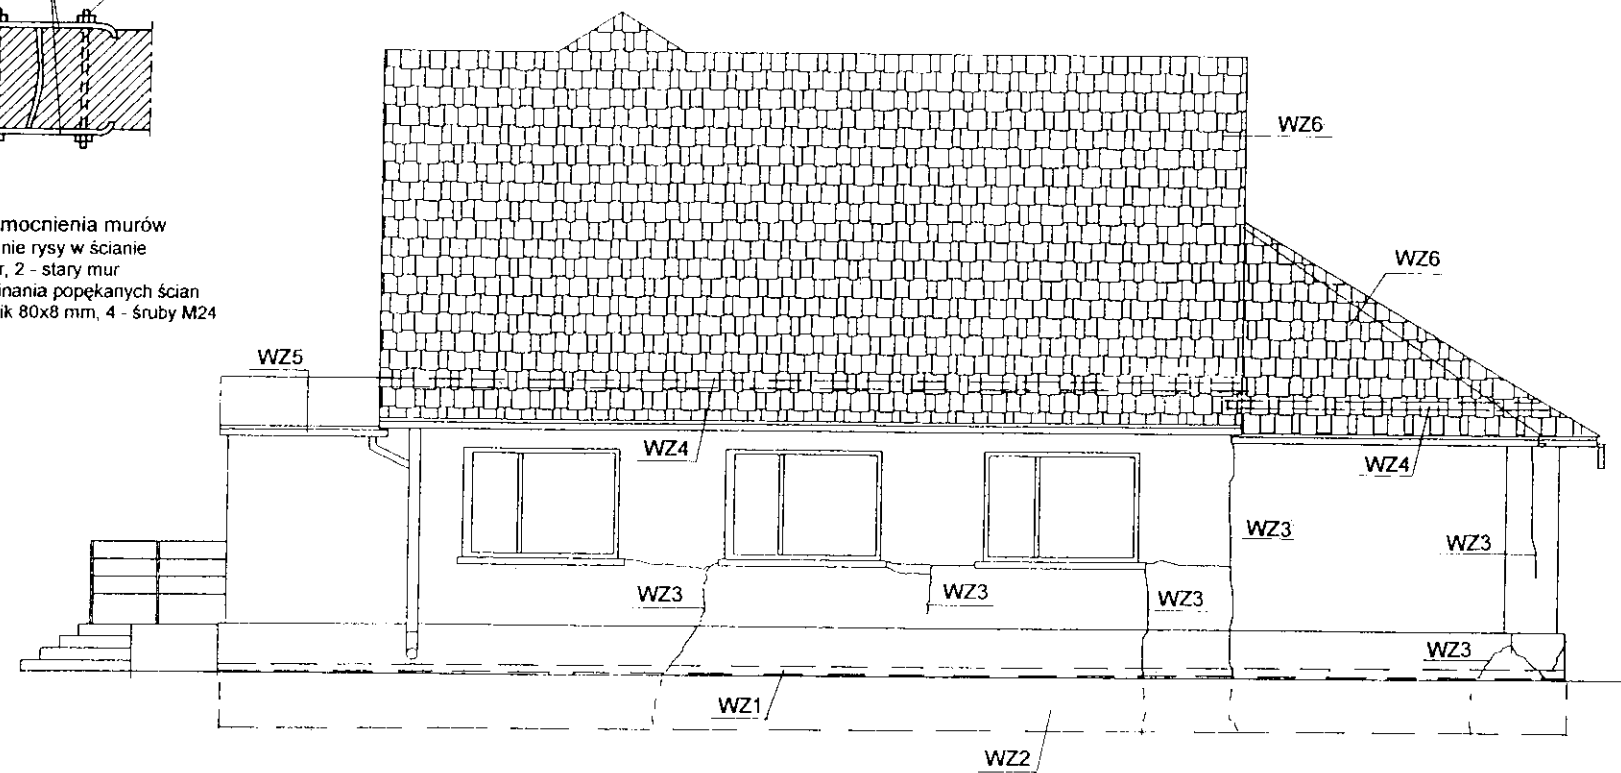 mocnienia murów
nie rysy w ścianie
r, 2 - stary mur
inania popękanych ścian
ik 80x8 mm, 4 - śruby M24
WZ6
WZ6
WZ5
WZ4
WZ4
WZ3
WZ3
WZ3
WZ3
WZ3
WZ3
WZ1
WZ2